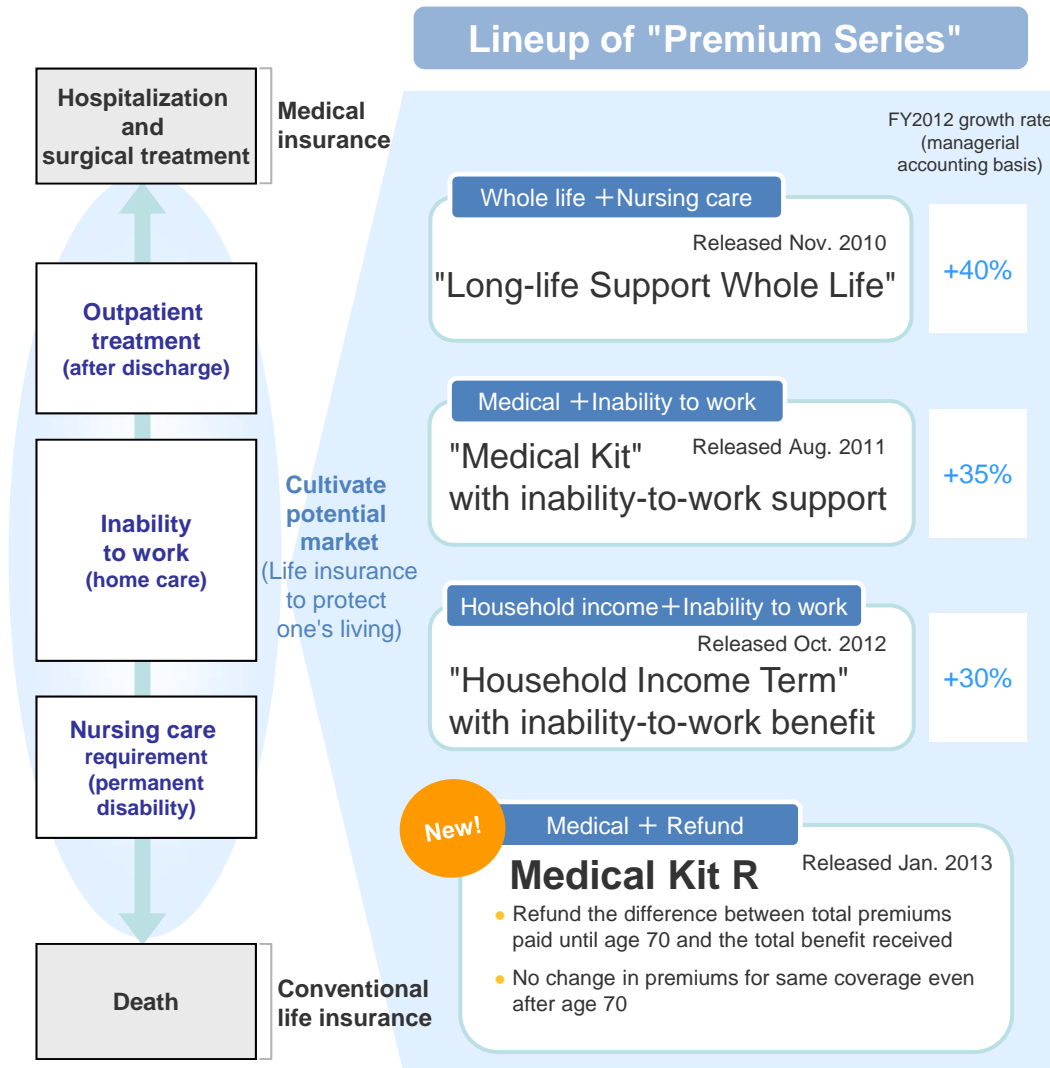 Lineup of "Premium Series"
Hospitalization
and
surgical treatment
Medical
insurance
Outpatient
treatment
(after discharge)
Inability
to work
(home care)
Cultivate
potential
market
(Life insurance
to protect
one's living)
Nursing care
requirement
(permanent
disability)
Death
Conventional
life insurance
FY2012 growth rate
(managerial
accounting basis)
Whole life ＋Nursing care
Released Nov. 2010
"Long-life Support Whole Life"
+40%
Medical ＋Inability to work
"Medical Kit" Released Aug. 2011
with inability-to-work support
+35%
Household income＋Inability to work
Released Oct. 2012
"Household Income Term"
with inability-to-work benefit
+30%
New!
Medical ＋ Refund
Medical Kit R Released Jan. 2013
• Refund the difference between total premiums
paid until age 70 and the total benefit received
• No change in premiums for same coverage even
after age 70